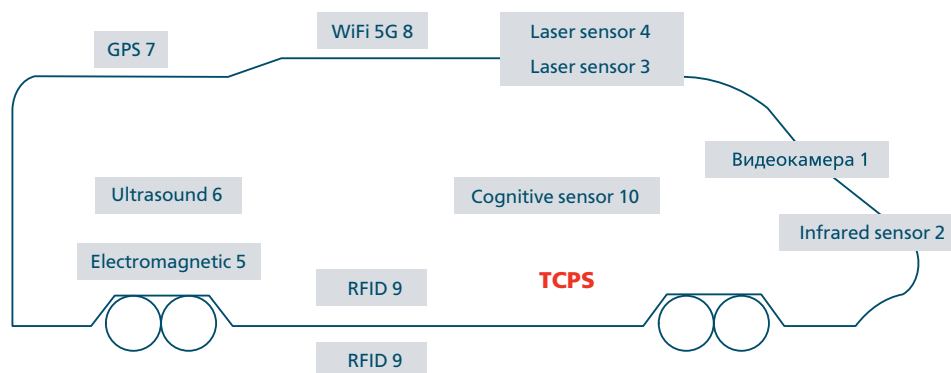 WiFi 5G 8
Laser sensor 4
GPS 7
Laser sensor 3
Видеокамера 1
Ultrasound 6
Cognitive sensor 10
Infrared sensor 2
Electromagnetic 5
RFID 9
TCPS
RFID 9